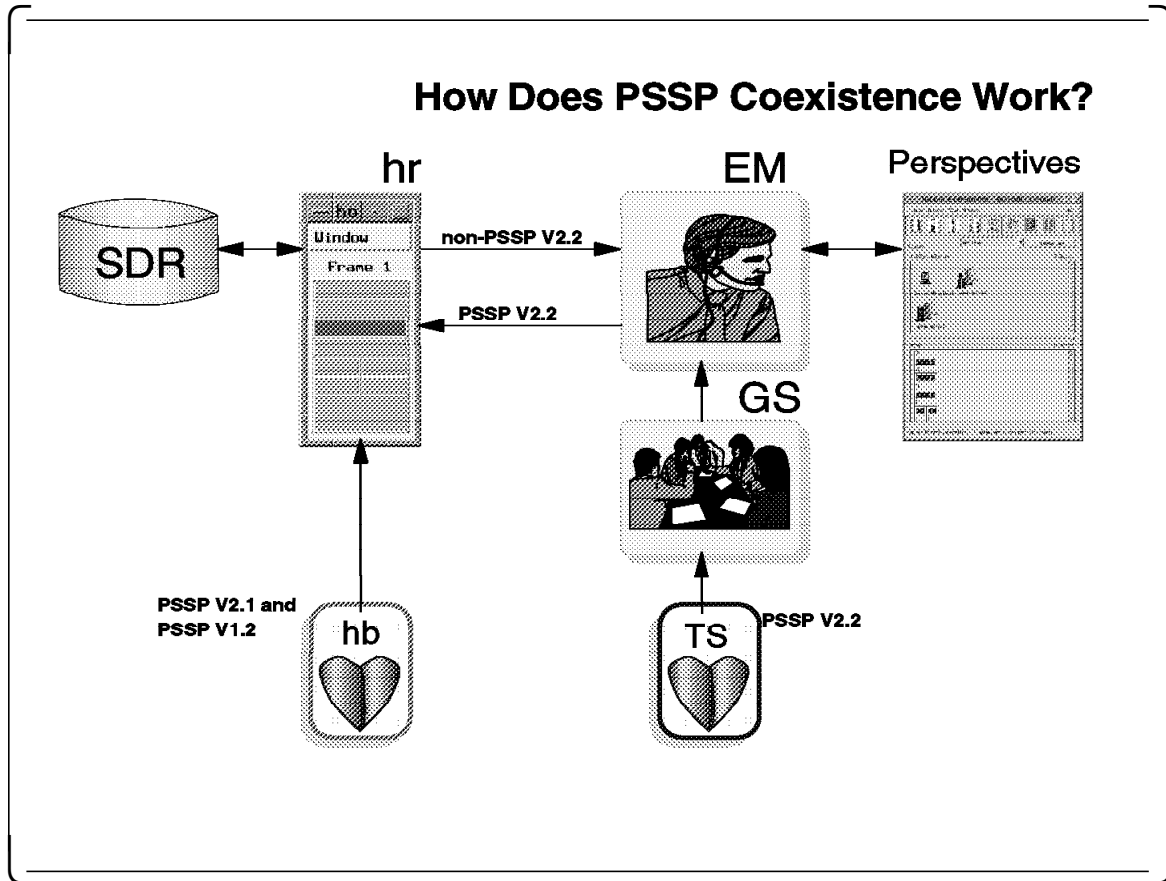 How Does PSSP Coexistence Work?
hr
EM
Perspectives
SDR
Window
Frame 1
non-PSSP V2.2
PSSP V2.2
GS
PSSP V2.1 and
PSSP V1.2
hb
TS
PSSP V2.2